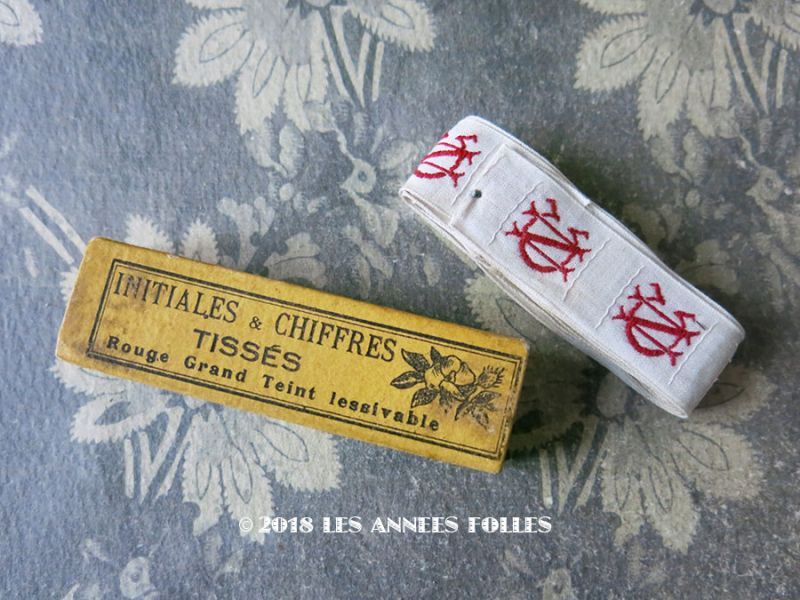 INITIALES & CHIFFRES
TISSÉS
Rouge Grand Teint lessivable
© 2018 LES ANNEES FOLLES